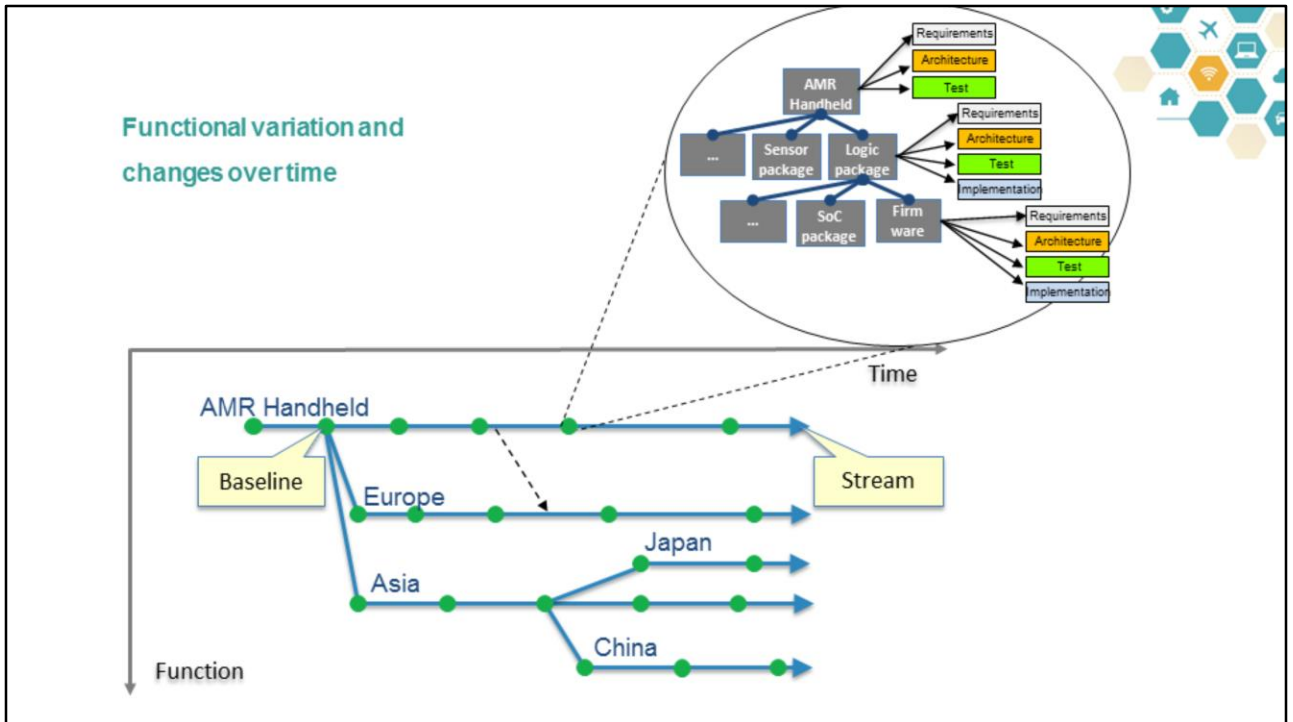 Functional variation and
changes over time
Requirements
Architecture
Test
AMR
Handheld
Requirements
Architecture
Test
Implementation
...
Sensor
package
Logic
package
Requirements
Architecture
Test
Implementation
...
SoC
package
Firm
ware
Time
AMR Handheld
Baseline
Stream
Europe
Japan
Asia
China
Function